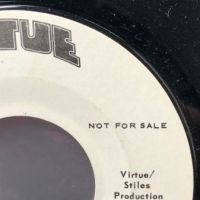 TUE
NOT FOR SALE
Virtue/
Stiles
Production